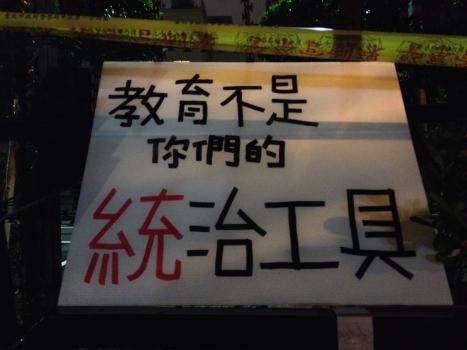 教育不是
你們的
統治工具